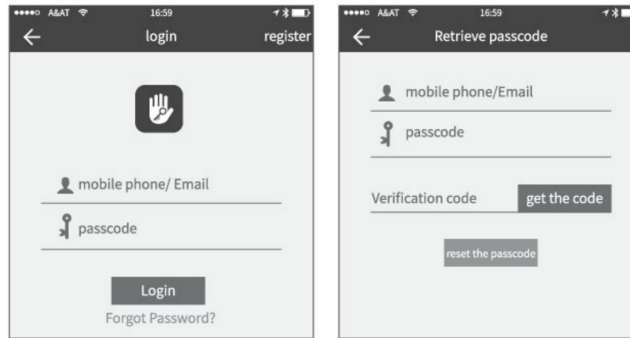 A&AT 16:59
login register
mobile phone/ Email
passcode
Login
Forgot Password?
A&AT 16:59
Retrieve passcode
mobile phone/Email
passcode
Verification code get the code
reset the passcode